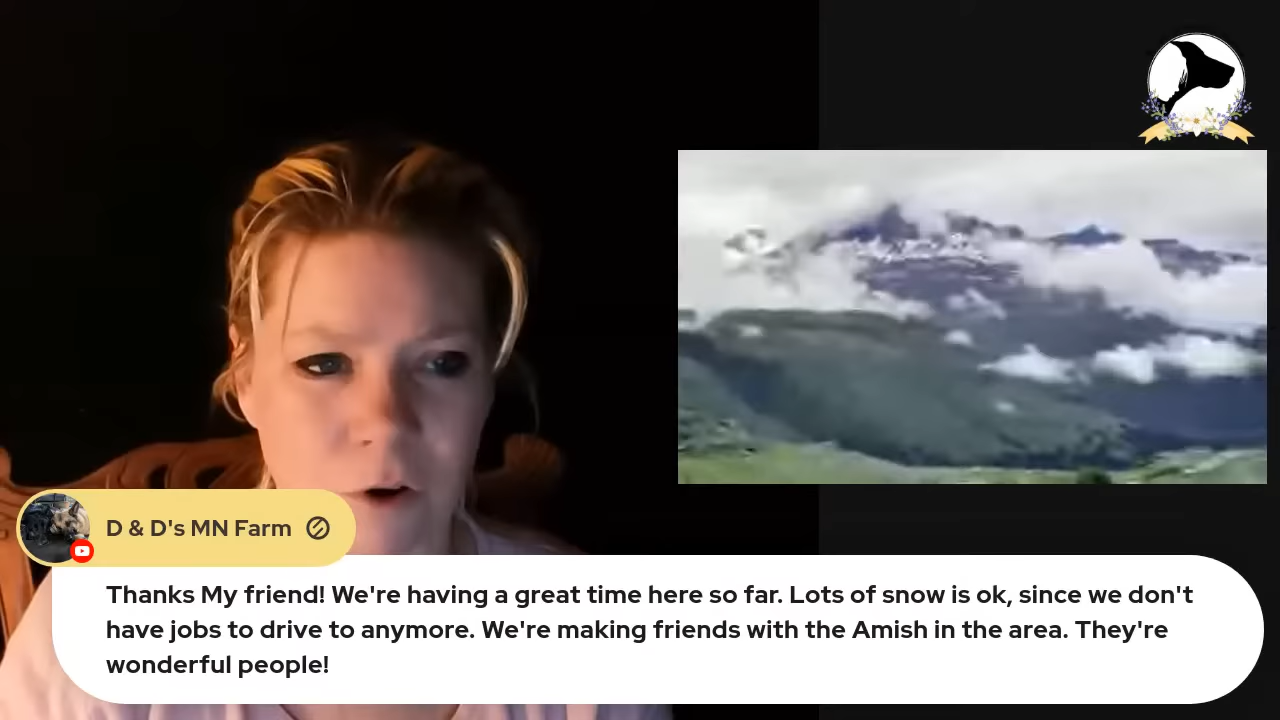 D & D's MN Farm
Thanks My friend! We're having a great time here so far. Lots of snow is ok, since we don't
have jobs to drive to anymore. We're making friends with the Amish in the area. They're
wonderful people!